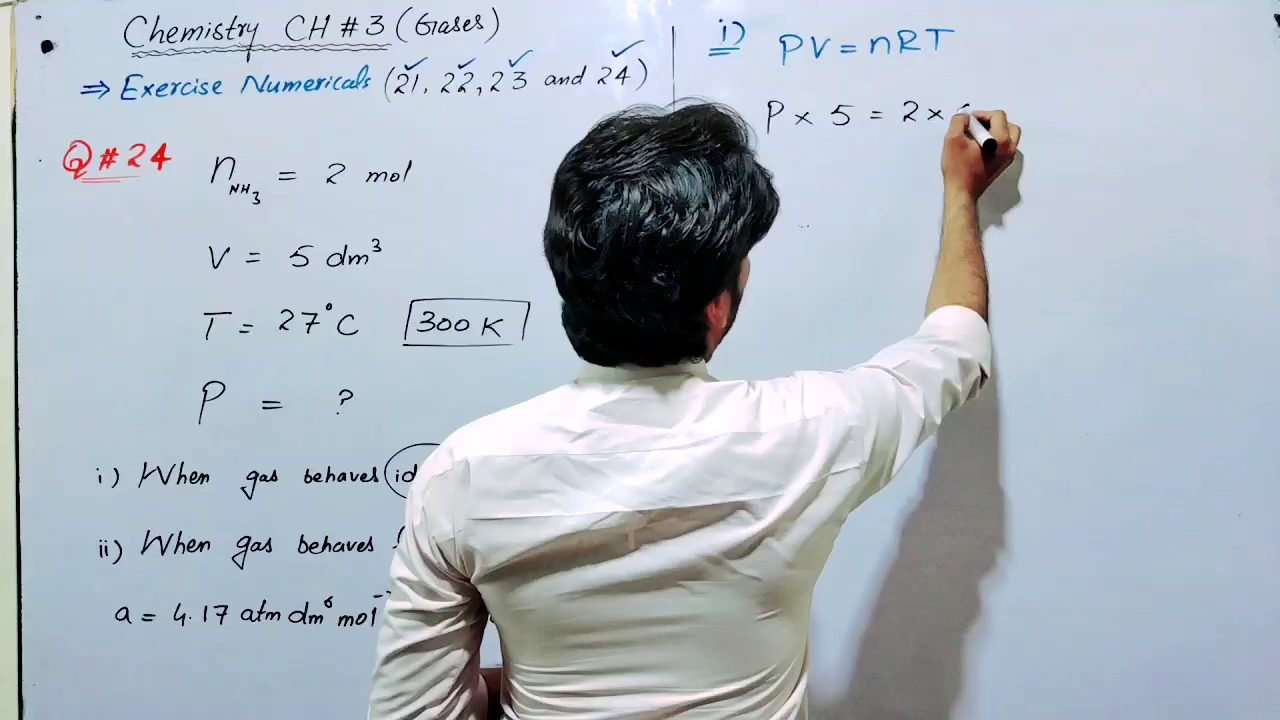 Chemistry CH # 3 (Gases)
⇒ Exercise Numericals (21, 22, 23 and 24)
Q # 24
n NH3 = 2 mol
V = 5 dm³
T = 27°C 300 K
P = ?
i) When gas behaves
ii) When gas behaves
a = 4.17 atm dm⁶ mol
i) PV = nRT
P × 5 = 2 ×